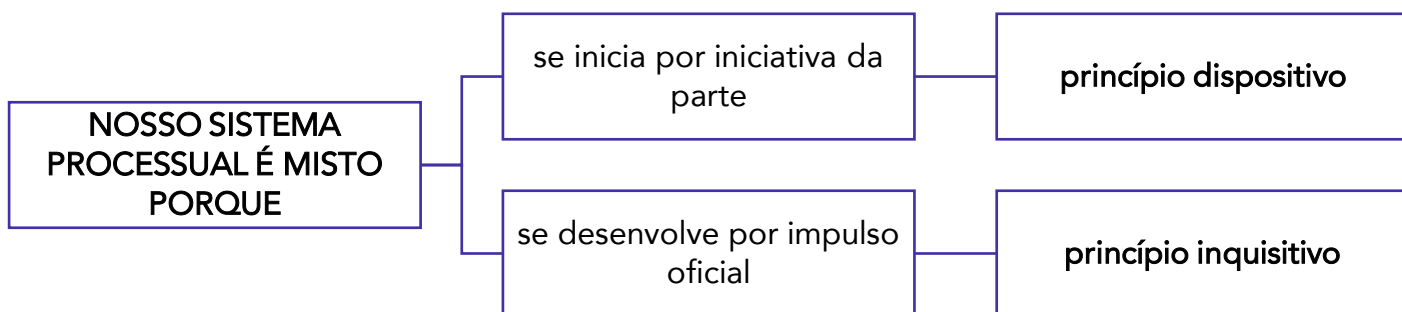 NOSSO SISTEMA
PROCESSUAL É MISTO
PORQUE
se inicia por iniciativa da
parte
princípio dispositivo
se desenvolve por impulso
oficial
princípio inquisitivo